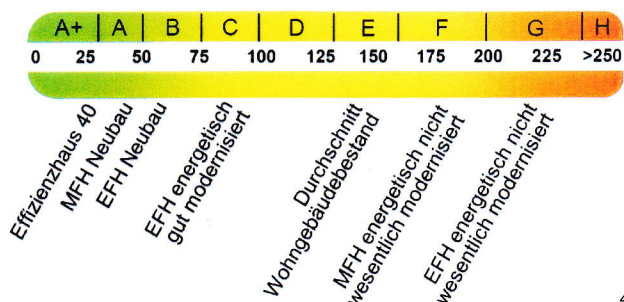 A+ A B C D E F G H
0 25 50 75 100 125 150 175 200 225 >250
Effizienzhaus 40
MFH Neubau
EFH Neubau
EFH energetisch
gut modernisiert
Durchschnitt
Wohngebäudebestand
MFH energetisch nicht
wesentlich modernisiert
EFH energetisch nicht
wesentlich modernisiert